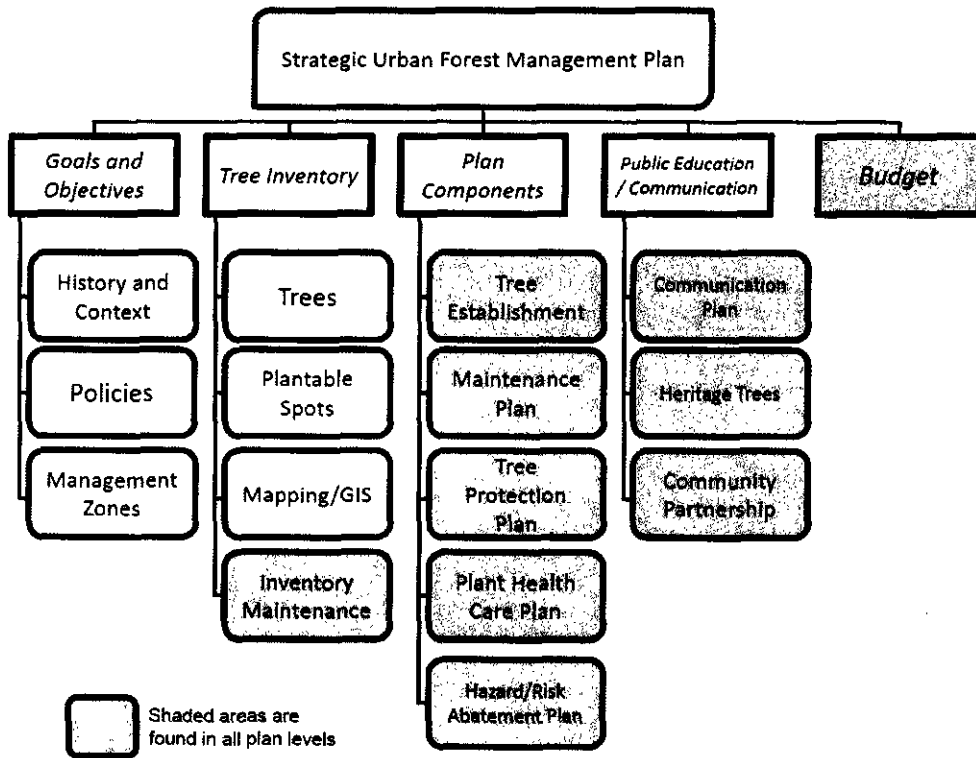 Strategic Urban Forest Management Plan
Goals and
Objectives
Tree Inventory
Plan
Components
Public Education
/ Communication
Budget
History and
Context
Policies
Management
Zones
Trees
Plantable
Spots
Mapping/GIS
Inventory
Maintenance
Tree
Establishment
Maintenance
Plan
Tree
Protection
Plan
Plant Health
Care Plan
Hazard/Risk
Abatement Plan
Communication
Plan
Heritage Trees
Community
Partnership
Shaded areas are
found in all plan levels